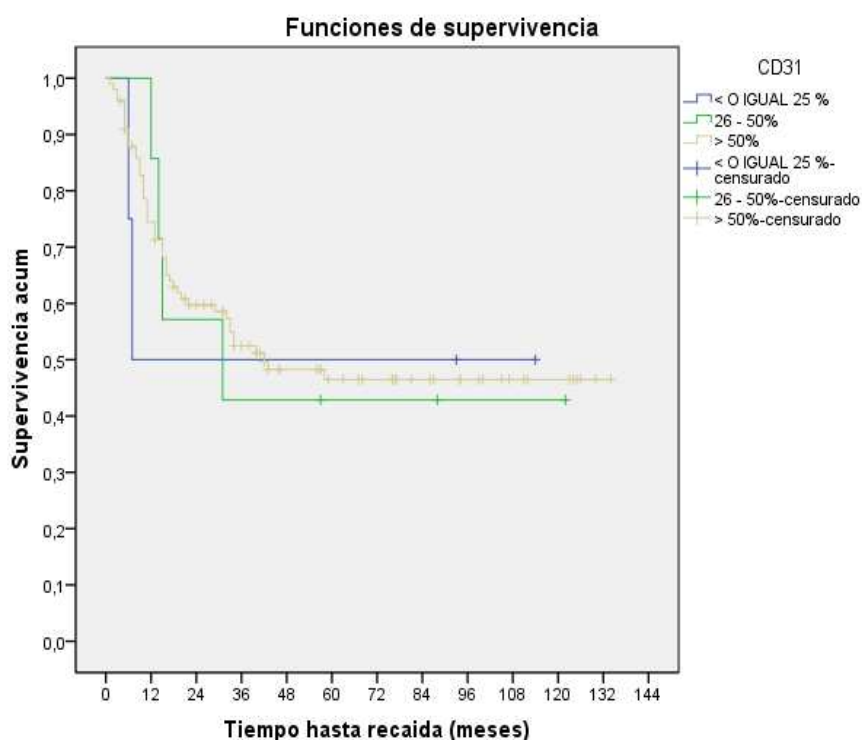 Funciones de supervivencia
CD31
< O IGUAL 25 %
26 - 50%
> 50%
< O IGUAL 25 %-
censurado
26 - 50%-censurado
> 50%-censurado
Supervivencia acum
1,0
0,9
0,8
0,7
0,6
0,5
0,4
0,3
0,2
0,1
0,0
0 12 24 36 48 60 72 84 96 108 120 132 144
Tiempo hasta recaida (meses)